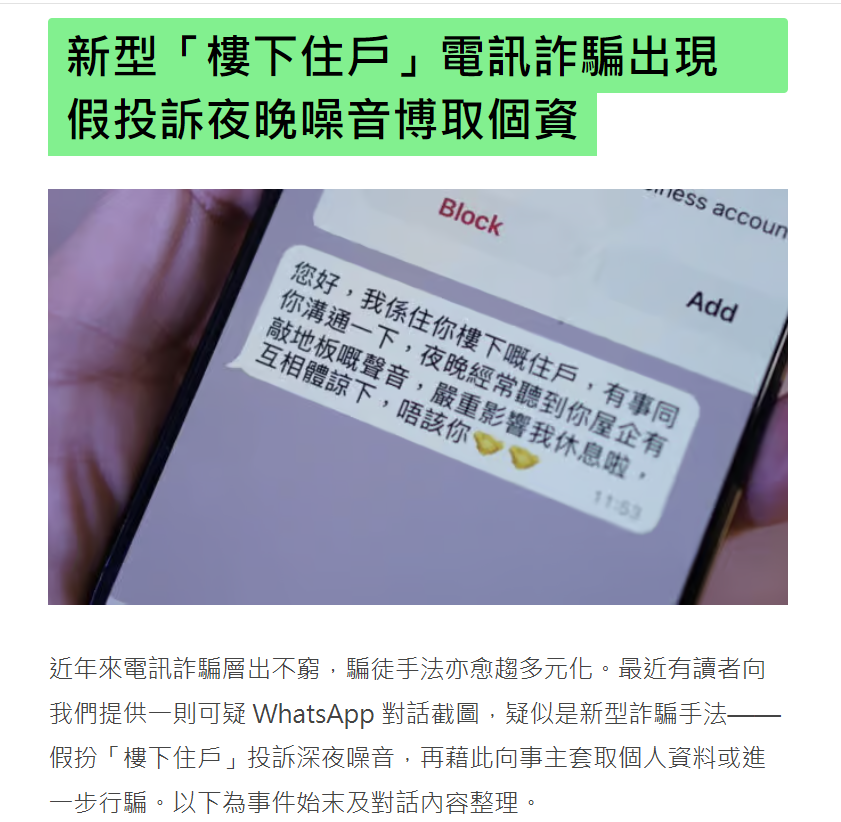 新型「樓下住戶」電訊詐騙出現
假投訴夜晚噪音博取個資
siness accoun
Block
Add
您好，我係住你樓下嘅住戶，有事同
你溝通一下，夜晚經常聽到你屋企有
敲地板嘅聲音，嚴重影響我休息啦，
互相體諒下，唔該你🤝🤝
11:53
近年來電訊詐騙層出不窮，騙徒手法亦愈趨多元化。最近有讀者向
我們提供一則可疑 WhatsApp 對話截圖，疑似是新型詐騙手法——
假扮「樓下住戶」投訴深夜噪音，再藉此向事主套取個人資料或進
一步行騙。以下為事件始末及對話內容整理。